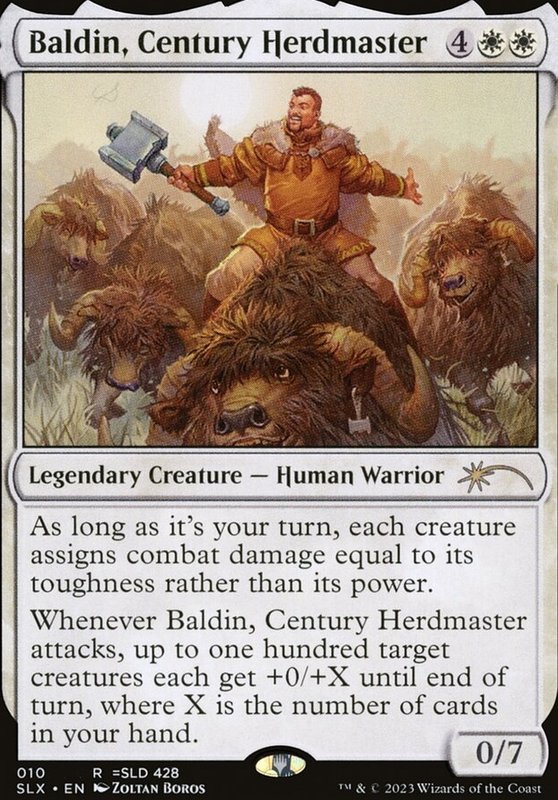 Baldin, Century Herdmaster 4
Legendary Creature — Human Warrior
As long as it's your turn, each creature
assigns combat damage equal to its
toughness rather than its power.
Whenever Baldin, Century Herdmaster
attacks, up to one hundred target
creatures each get +0/+X until end of
turn, where X is the number of cards
in your hand.
0/7
010 R =SLD 428
SLX • EN Zoltan Boros
™ & © 2023 Wizards of the Coast